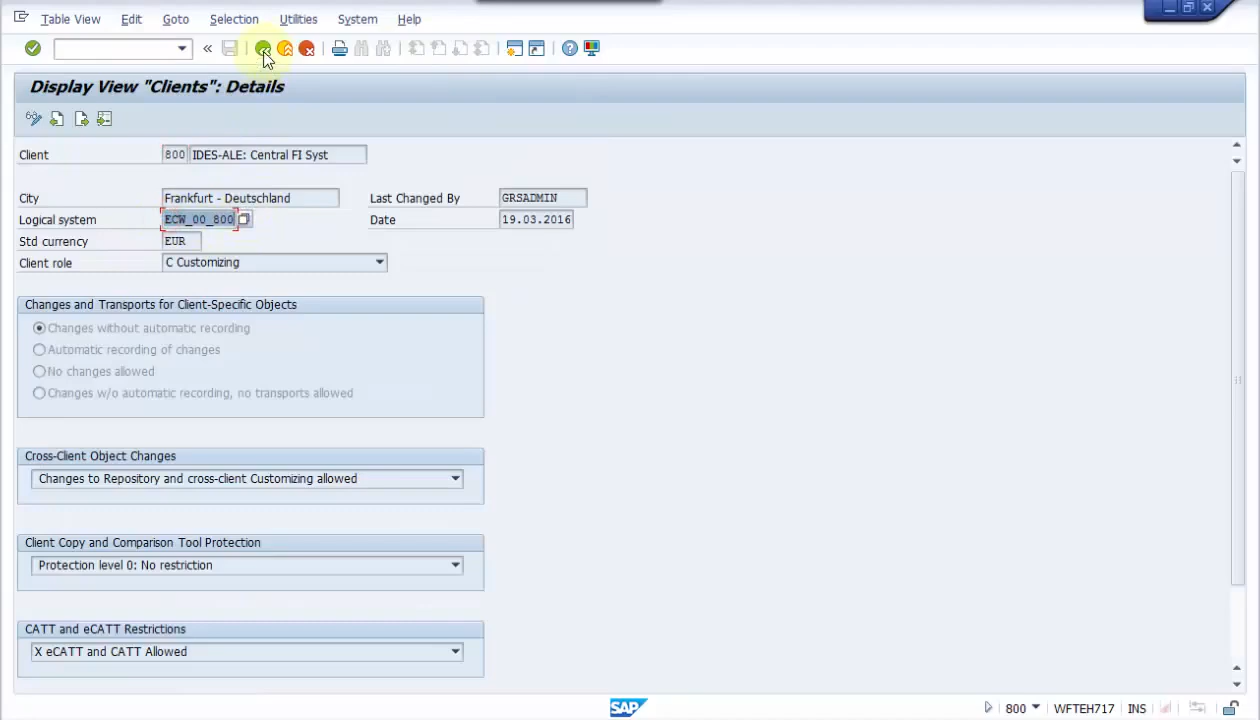 Table View Edit Goto Selection Utilities System Help
Display View "Clients": Details
Client 800 IDES-ALE: Central FI Syst
City Frankfurt - Deutschland Last Changed By GRSADMIN
Logical system ECW_00_800 Date 19.03.2016
Std currency EUR
Client role C Customizing
Changes and Transports for Client-Specific Objects
Changes without automatic recording
Automatic recording of changes
No changes allowed
Changes w/o automatic recording, no transports allowed
Cross-Client Object Changes
Changes to Repository and cross-client Customizing allowed
Client Copy and Comparison Tool Protection
Protection level 0: No restriction
CATT and eCATT Restrictions
X eCATT and CATT Allowed
SAP 800 WFTEH717 INS